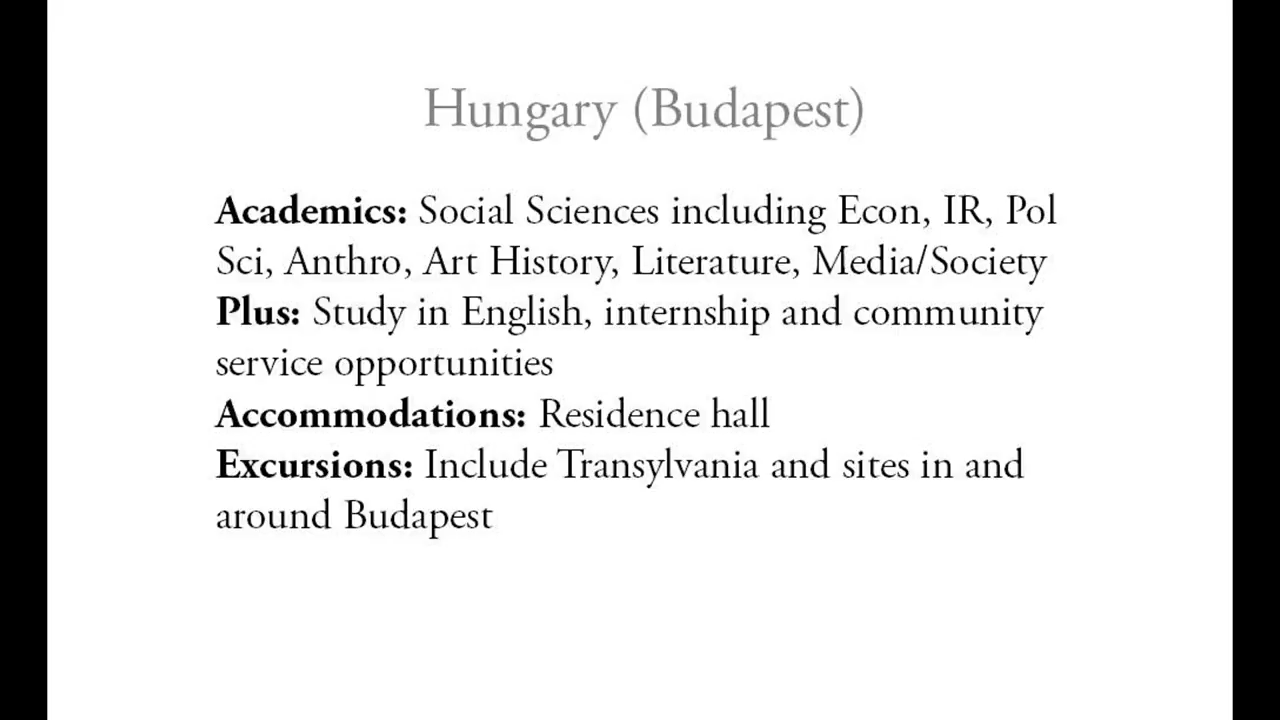 Hungary (Budapest)
Academics: Social Sciences including Econ, IR, Pol
Sci, Anthro, Art History, Literature, Media/Society
Plus: Study in English, internship and community
service opportunities
Accommodations: Residence hall
Excursions: Include Transylvania and sites in and
around Budapest